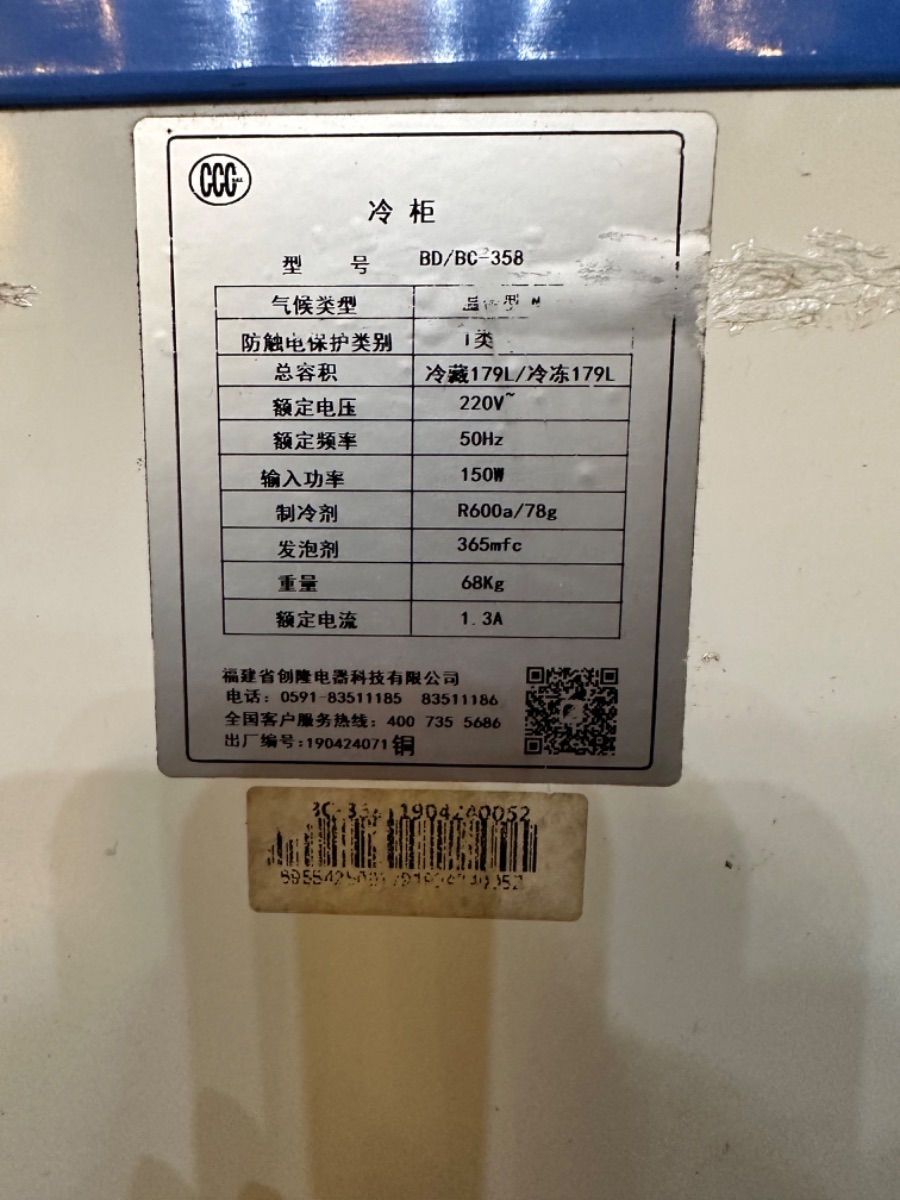 CCC
冷柜
型 号 BD/BC-358
气候类型 型
防触电保护类别 I类
总容积 冷藏179L/冷冻179L
额定电压 220V~
额定频率 50Hz
输入功率 150W
制冷剂 R600a/78g
发泡剂 365mfc
重量 68Kg
额定电流 1.3A
福建省创隆电器科技有限公司
电话：0591-83511185 83511186
全国客户服务热线：400 735 5686
出厂编号:190424071 铜